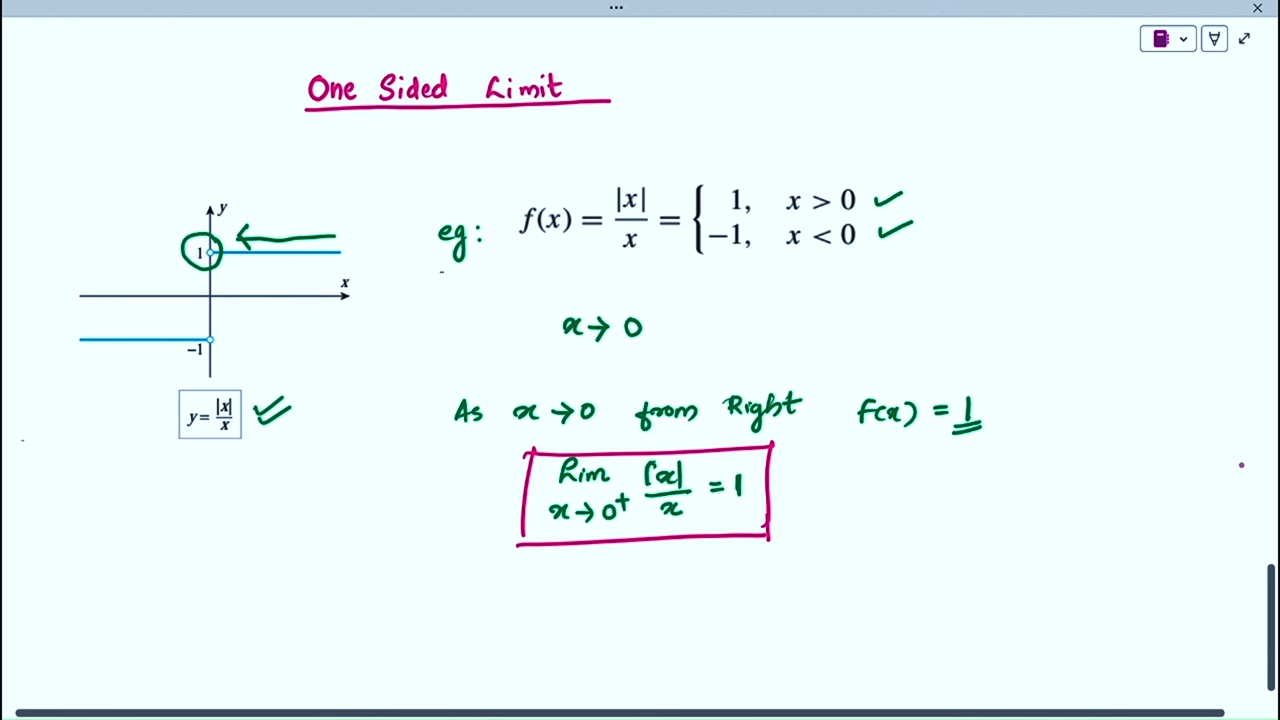 One Sided Limit
y
1
x
-1
y = |x|/x
eg: f(x) = |x|/x = { 1, x > 0
-1, x < 0
x → 0
As x → 0 from Right f(x) = 1
Lim x → 0⁺ |x|/x = 1